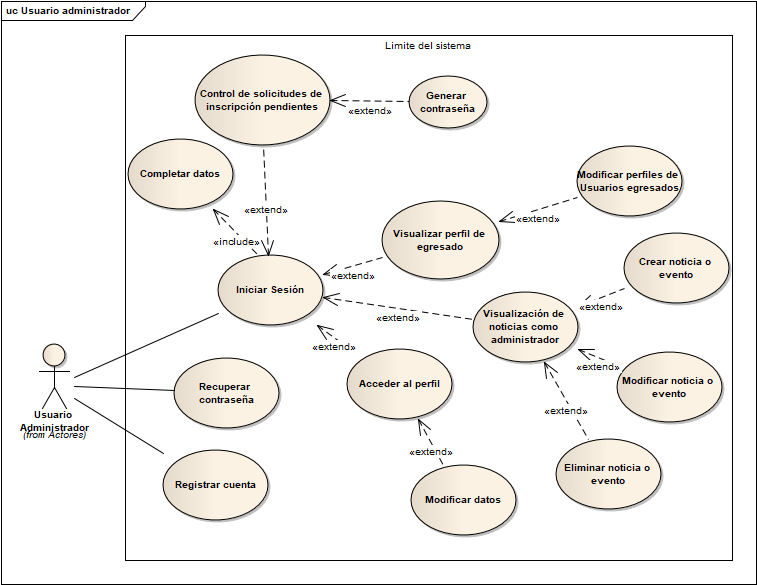 uc Usuario administrador
Limite del sistema
Control de solicitudes de
inscripción pendientes
Generar
contraseña
«extend»
Completar datos
Modificar perfiles de
Usuarios egresados
«extend»
«extend»
Visualizar perfil de
egresado
«include»
Crear noticia o
evento
«extend»
Iniciar Sesión
«extend»
Visualización de
noticias como
administrador
«extend»
«extend»
«extend»
Acceder al perfil
Modificar noticia o
evento
Recuperar
contraseña
«extend»
Usuario
Administrador
(from Actores)
«extend»
Eliminar noticia o
evento
Registrar cuenta
Modificar datos